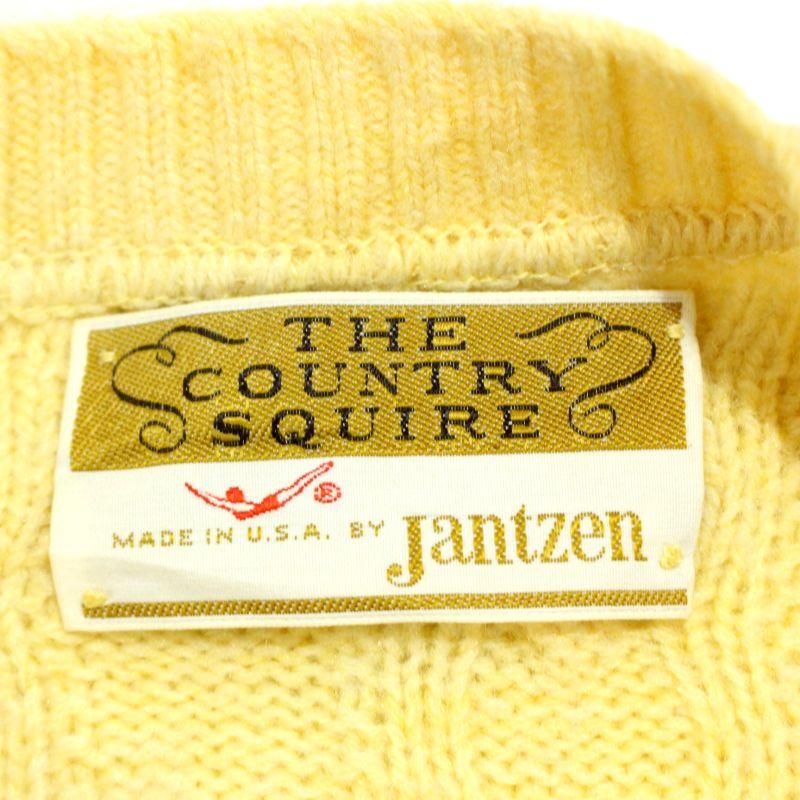 THE
COUNTRY
SQUIRE
®
MADE IN U.S.A. BY Jantzen